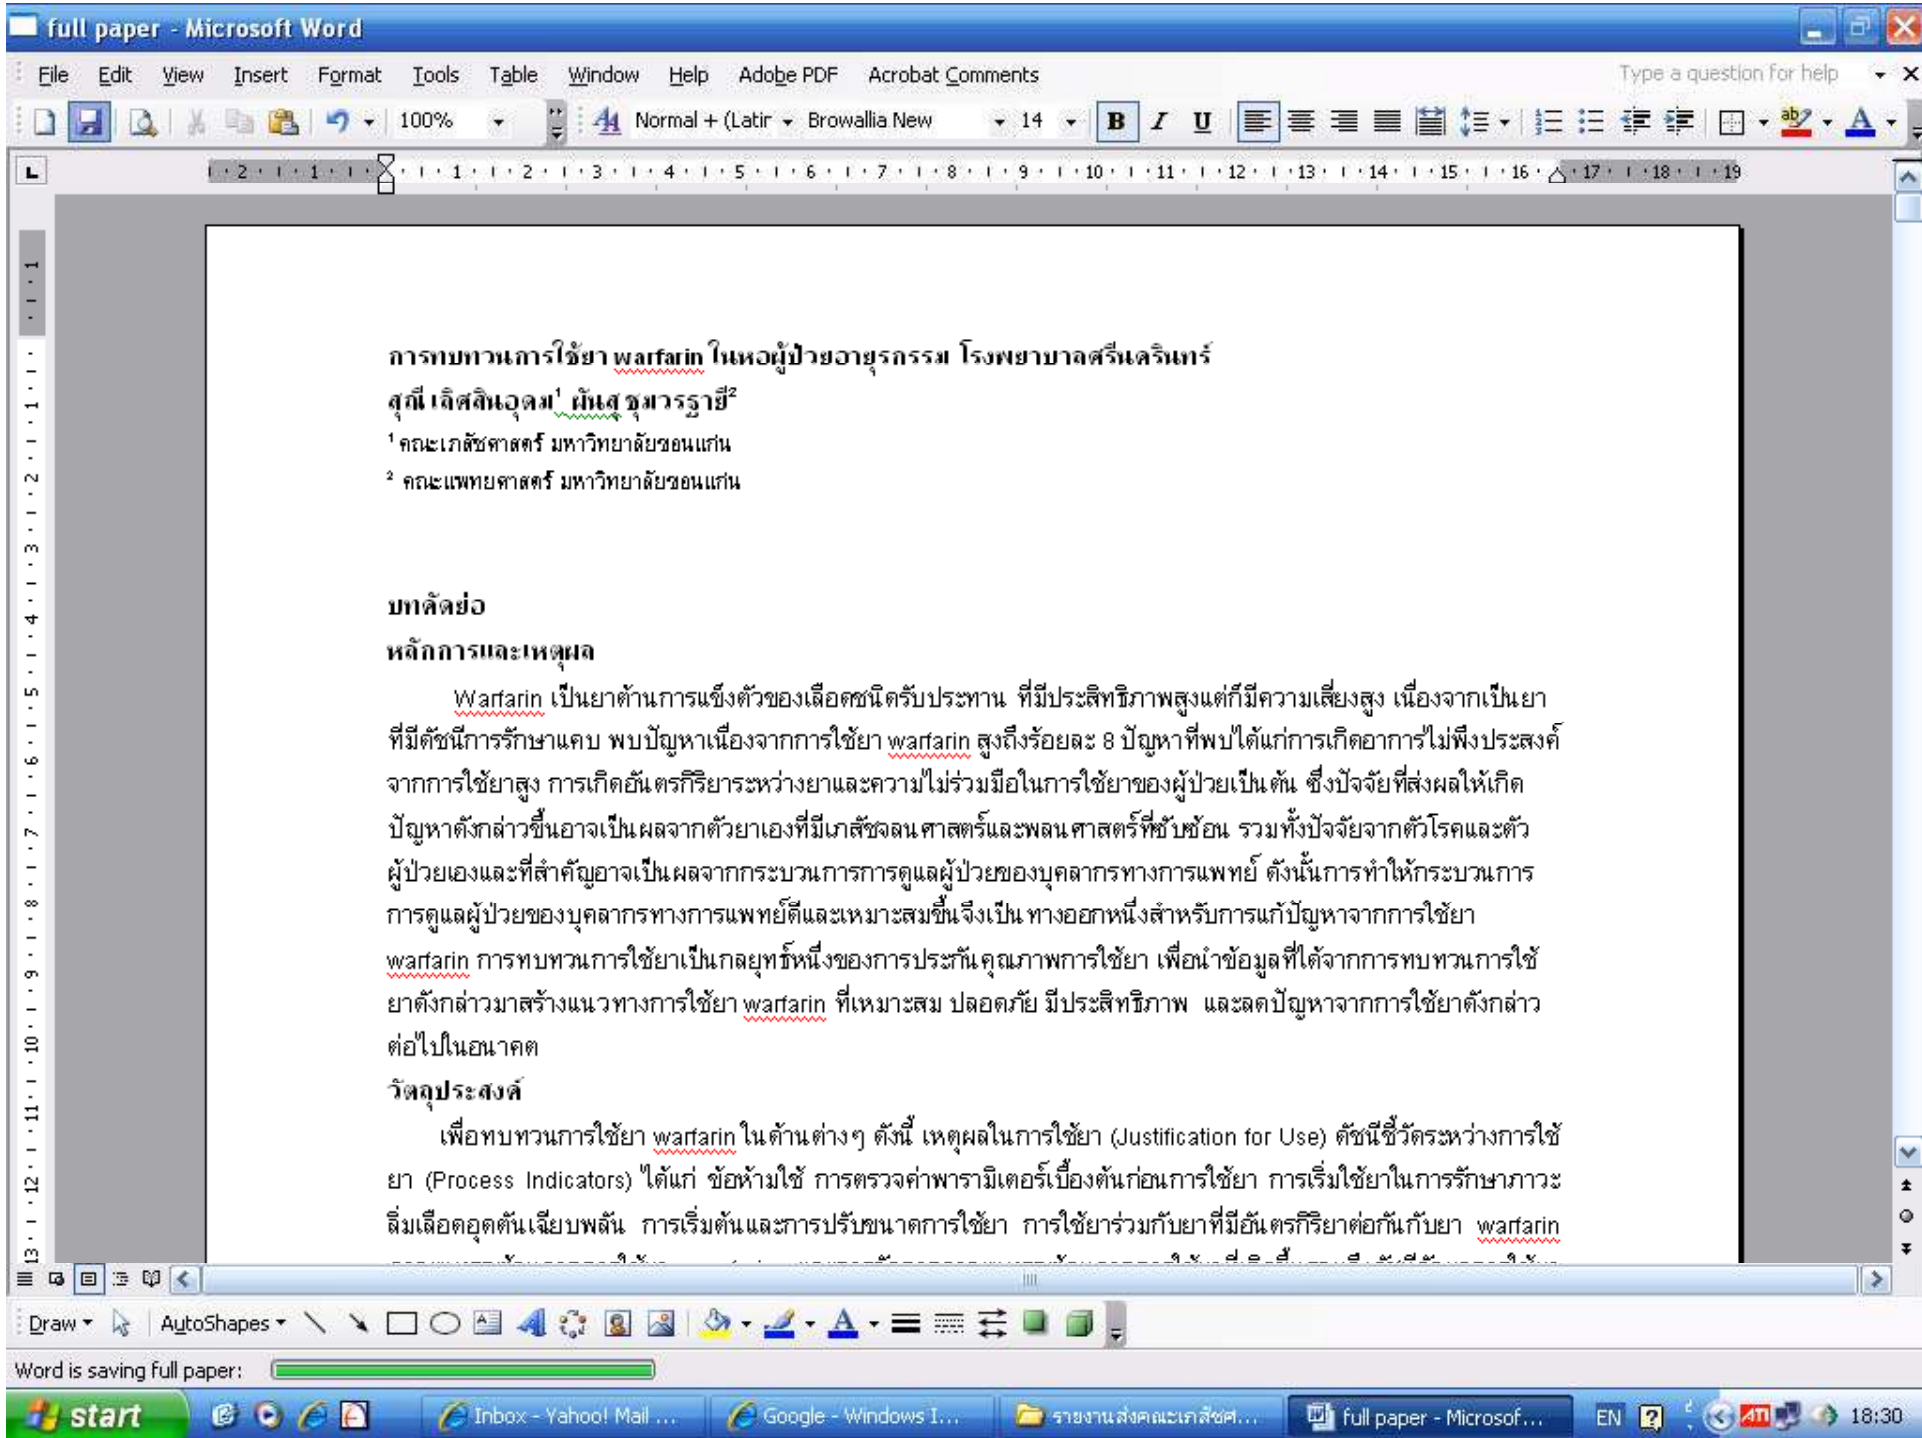 full paper - Microsoft Word
File Edit View Insert Format Tools Table Window Help Adobe PDF Acrobat Comments Type a question for help
100% Normal + (Latir Browallia New 14 B I U
2 1 1 2 3 4 5 6 7 8 9 10 11 12 13 14 15 16 17 18 19
การทบทวนการใช้ยา warfarin ในหอผู้ป่วยอายุรกรรม โรงพยาบาลศรีนครินทร์
สุณี เลิศสินอุดม¹ ผันสุ ชุมวรฐายี²
¹ คณะเภสัชศาสตร์ มหาวิทยาลัยขอนแก่น
² คณะแพทยศาสตร์ มหาวิทยาลัยขอนแก่น
บทคัดย่อ
หลักการและเหตุผล
Warfarin เป็นยาต้านการแข็งตัวของเลือดชนิดรับประทาน ที่มีประสิทธิภาพสูงแต่ก็มีความเสี่ยงสูง เนื่องจากเป็นยา
ที่มีดัชนีการรักษาแคบ พบปัญหาเนื่องจากการใช้ยา warfarin สูงถึงร้อยละ 8 ปัญหาที่พบได้แก่การเกิดอาการไม่พึงประสงค์
จากการใช้ยาสูง การเกิดอันตรกิริยาระหว่างยาและความไม่ร่วมมือในการใช้ยาของผู้ป่วยเป็นต้น ซึ่งปัจจัยที่ส่งผลให้เกิด
ปัญหาดังกล่าวขึ้นอาจเป็นผลจากตัวยาเองที่มีเภสัชจลนศาสตร์และพลนศาสตร์ที่ซับซ้อน รวมทั้งปัจจัยจากตัวโรคและตัว
ผู้ป่วยเองและที่สำคัญอาจเป็นผลจากกระบวนการการดูแลผู้ป่วยของบุคลากรทางการแพทย์ ดังนั้นการทำให้กระบวนการ
การดูแลผู้ป่วยของบุคลากรทางการแพทย์ดีและเหมาะสมขึ้นจึงเป็นทางออกหนึ่งสำหรับการแก้ปัญหาจากการใช้ยา
warfarin การทบทวนการใช้ยาเป็นกลยุทธ์หนึ่งของการประกันคุณภาพการใช้ยา เพื่อนำข้อมูลที่ได้จากการทบทวนการใช้
ยาดังกล่าวมาสร้างแนวทางการใช้ยา warfarin ที่เหมาะสม ปลอดภัย มีประสิทธิภาพ และลดปัญหาจากการใช้ยาดังกล่าว
ต่อไปในอนาคต
วัตถุประสงค์
เพื่อทบทวนการใช้ยา warfarin ในด้านต่างๆ ดังนี้ เหตุผลในการใช้ยา (Justification for Use) ดัชนีชี้วัดระหว่างการใช้
ยา (Process Indicators) ได้แก่ ข้อห้ามใช้ การตรวจค่าพารามิเตอร์เบื้องต้นก่อนการใช้ยา การเริ่มใช้ยาในการรักษาภาวะ
ลิ่มเลือดอุดตันเฉียบพลัน การเริ่มต้นและการปรับขนาดการใช้ยา การใช้ยาร่วมกับยาที่มีอันตรกิริยาต่อกันกับยา warfarin
Draw AutoShapes
Word is saving full paper:
start Inbox - Yahoo! Mail ... Google - Windows I... รายงานส่งคณะเภสัชศ... full paper - Microsof... EN ATI 18:30